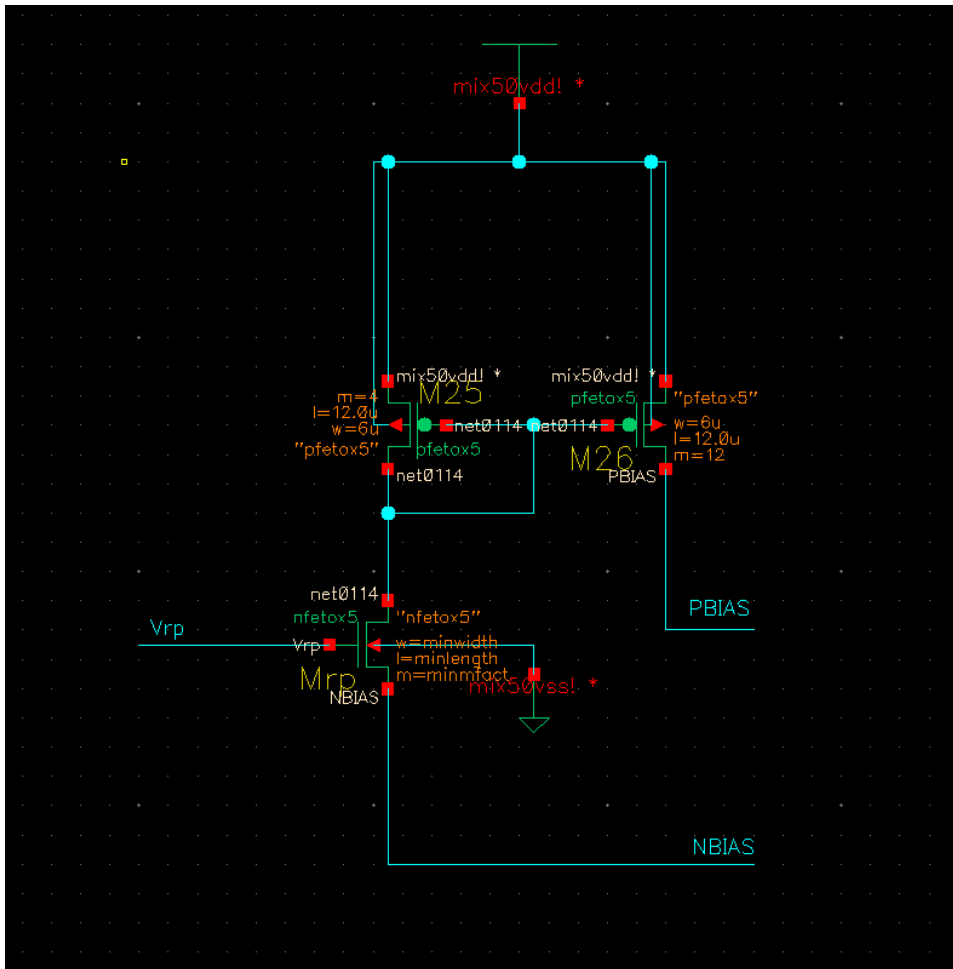 mix50vdd! *
mix50vdd! *
mix50vdd! *
M25
m=4
l=12.0u
w=6u
"pfetox5"
pfetox5
net0114
net0114
net0114
pfetox5
"pfetox5"
w=6u
l=12.0u
m=12
M26
PBIAS
PBIAS
net0114
nfetox5
"nfetox5"
Vrp
Vrp
w=minwidth
l=minlength
m=minmfact
Mrp
mix50vss! *
NBIAS
NBIAS